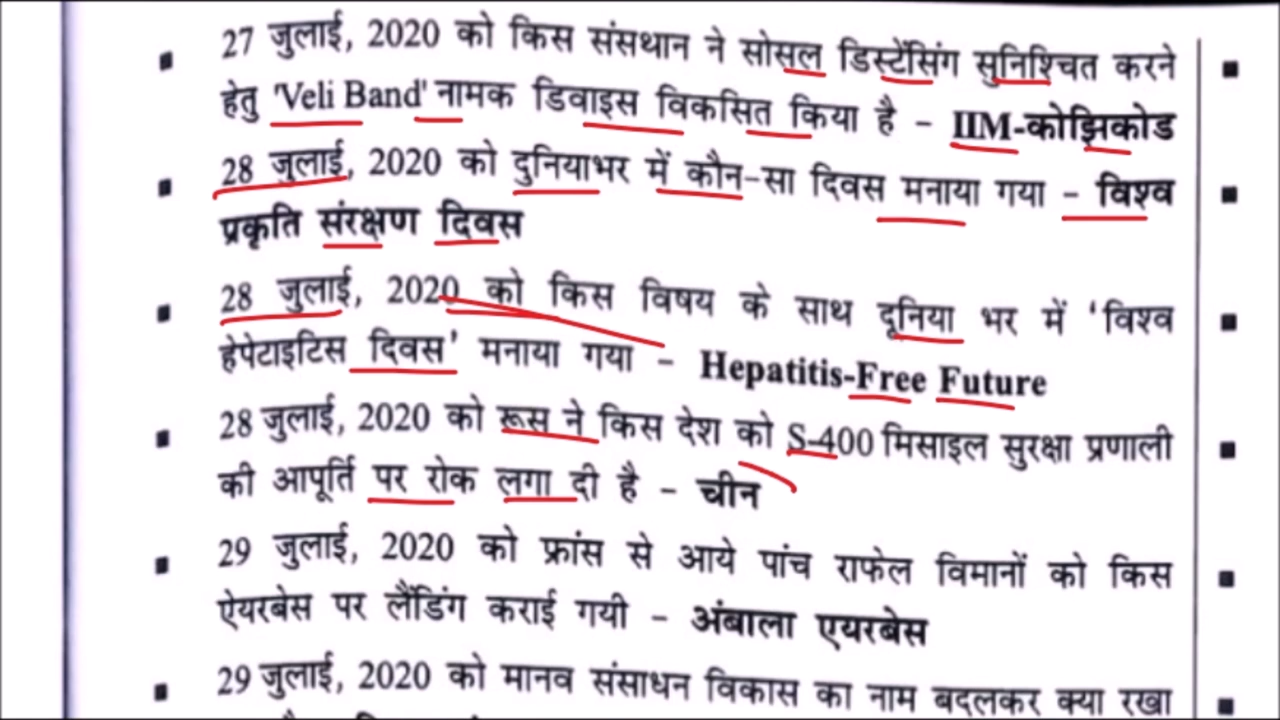 27 जुलाई, 2020 को किस संसथान ने सोसल डिस्टेंसिंग सुनिश्चित करने
हेतु 'Veli Band' नामक डिवाइस विकसित किया है - IIM-कोझिकोड
28 जुलाई, 2020 को दुनियाभर में कौन-सा दिवस मनाया गया - विश्व
प्रकृति संरक्षण दिवस
28 जुलाई, 2020 को किस विषय के साथ दूनिया भर में 'विश्व
हेपेटाइटिस दिवस' मनाया गया - Hepatitis-Free Future
28 जुलाई, 2020 को रूस ने किस देश को S-400 मिसाइल सुरक्षा प्रणाली
की आपूर्ति पर रोक लगा दी है - चीन
29 जुलाई, 2020 को फ्रांस से आये पांच राफेल विमानों को किस
ऐयरबेस पर लैंडिंग कराई गयी - अंबाला एयरबेस
29 जुलाई, 2020 को मानव संसाधन विकास का नाम बदलकर क्या रखा